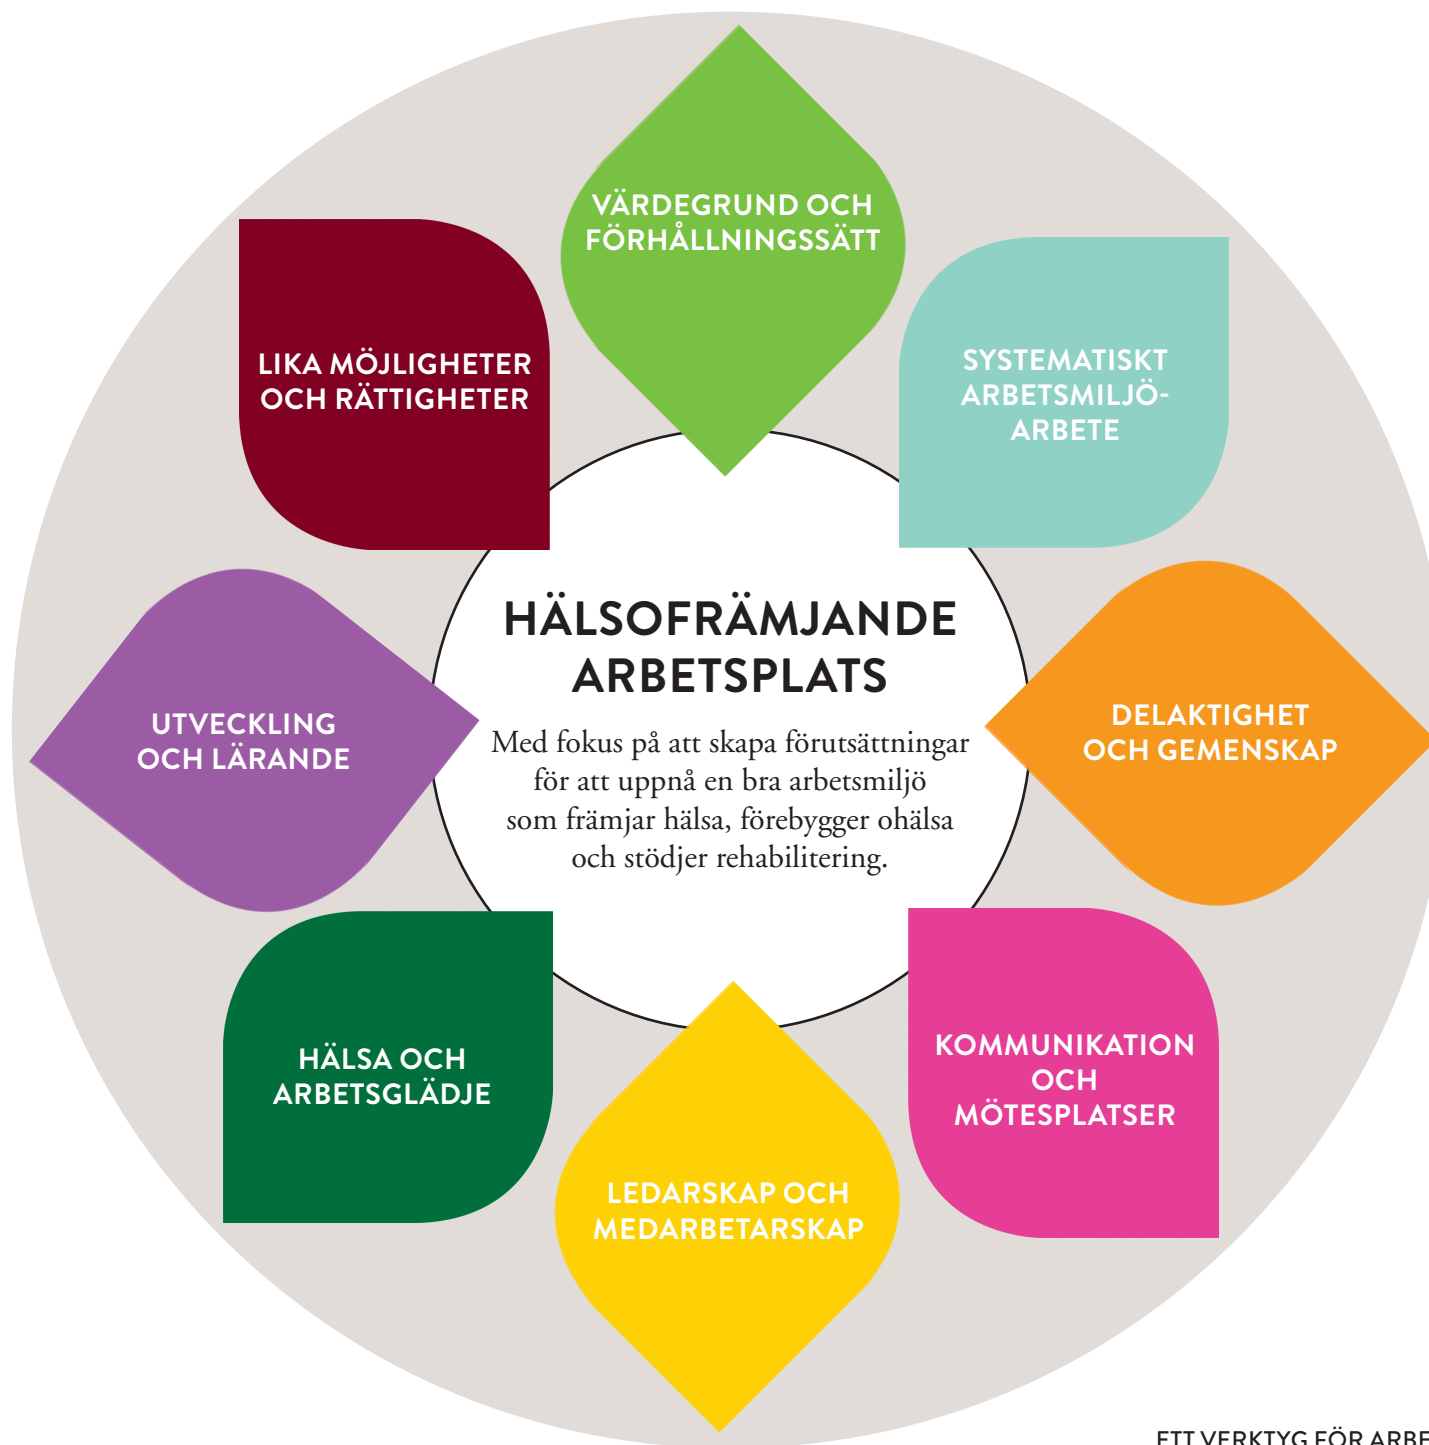 VÄRDEGRUND OCH
FÖRHÅLLNINGSSÄTT
SYSTEMATISKT
ARBETSMILJÖ-
ARBETE
LIKA MÖJLIGHETER
OCH RÄTTIGHETER
HÄLSOFRÄMJANDE
ARBETSPLATS
Med fokus på att skapa förutsättningar
för att uppnå en bra arbetsmiljö
som främjar hälsa, förebygger ohälsa
och stödjer rehabilitering.
UTVECKLING
OCH LÄRANDE
DELAKTIGHET
OCH GEMENSKAP
HÄLSA OCH
ARBETSGLÄDJE
KOMMUNIKATION
OCH
MÖTESPLATSER
LEDARSKAP OCH
MEDARBETARSKAP
ETT VERKTYG FÖR